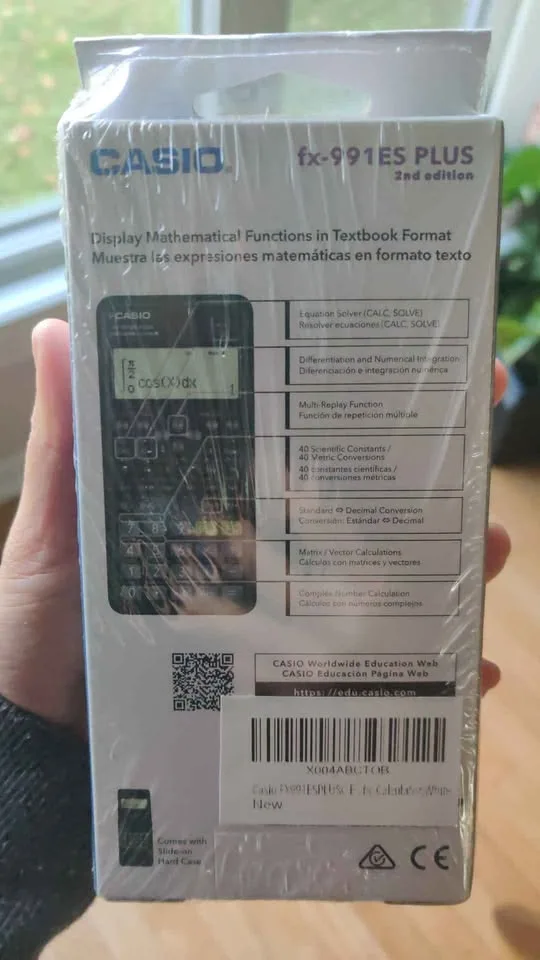 CASIO
fx-991ES PLUS
2nd edition
Display Mathematical Functions in Textbook Format
Muestra las expresiones matemáticas en formato texto
CASIO
cos(X)dx 1
Equation Solver (CALC, SOLVE)
Resolver ecuaciones (CALC, SOLVE)
Differentiation and Numerical Integration
Diferenciación e integración numérica
Multi-Replay Function
Función de repetición múltiple
40 Scientific Constants /
40 Metric Conversions
40 constantes científicas /
40 conversiones métricas
Standard ⇔ Decimal Conversion
Conversión: Estándar ⇔ Decimal
Matrix / Vector Calculations
Cálculos con matrices y vectores
Complex Number Calculation
Cálculos con números complejos
CASIO Worldwide Education Web
CASIO Educación Página Web
https://edu.casio.com
X004ABCTOB
Casio Calculator, White
New
Comes with
Slide-on
Hard Case
CE